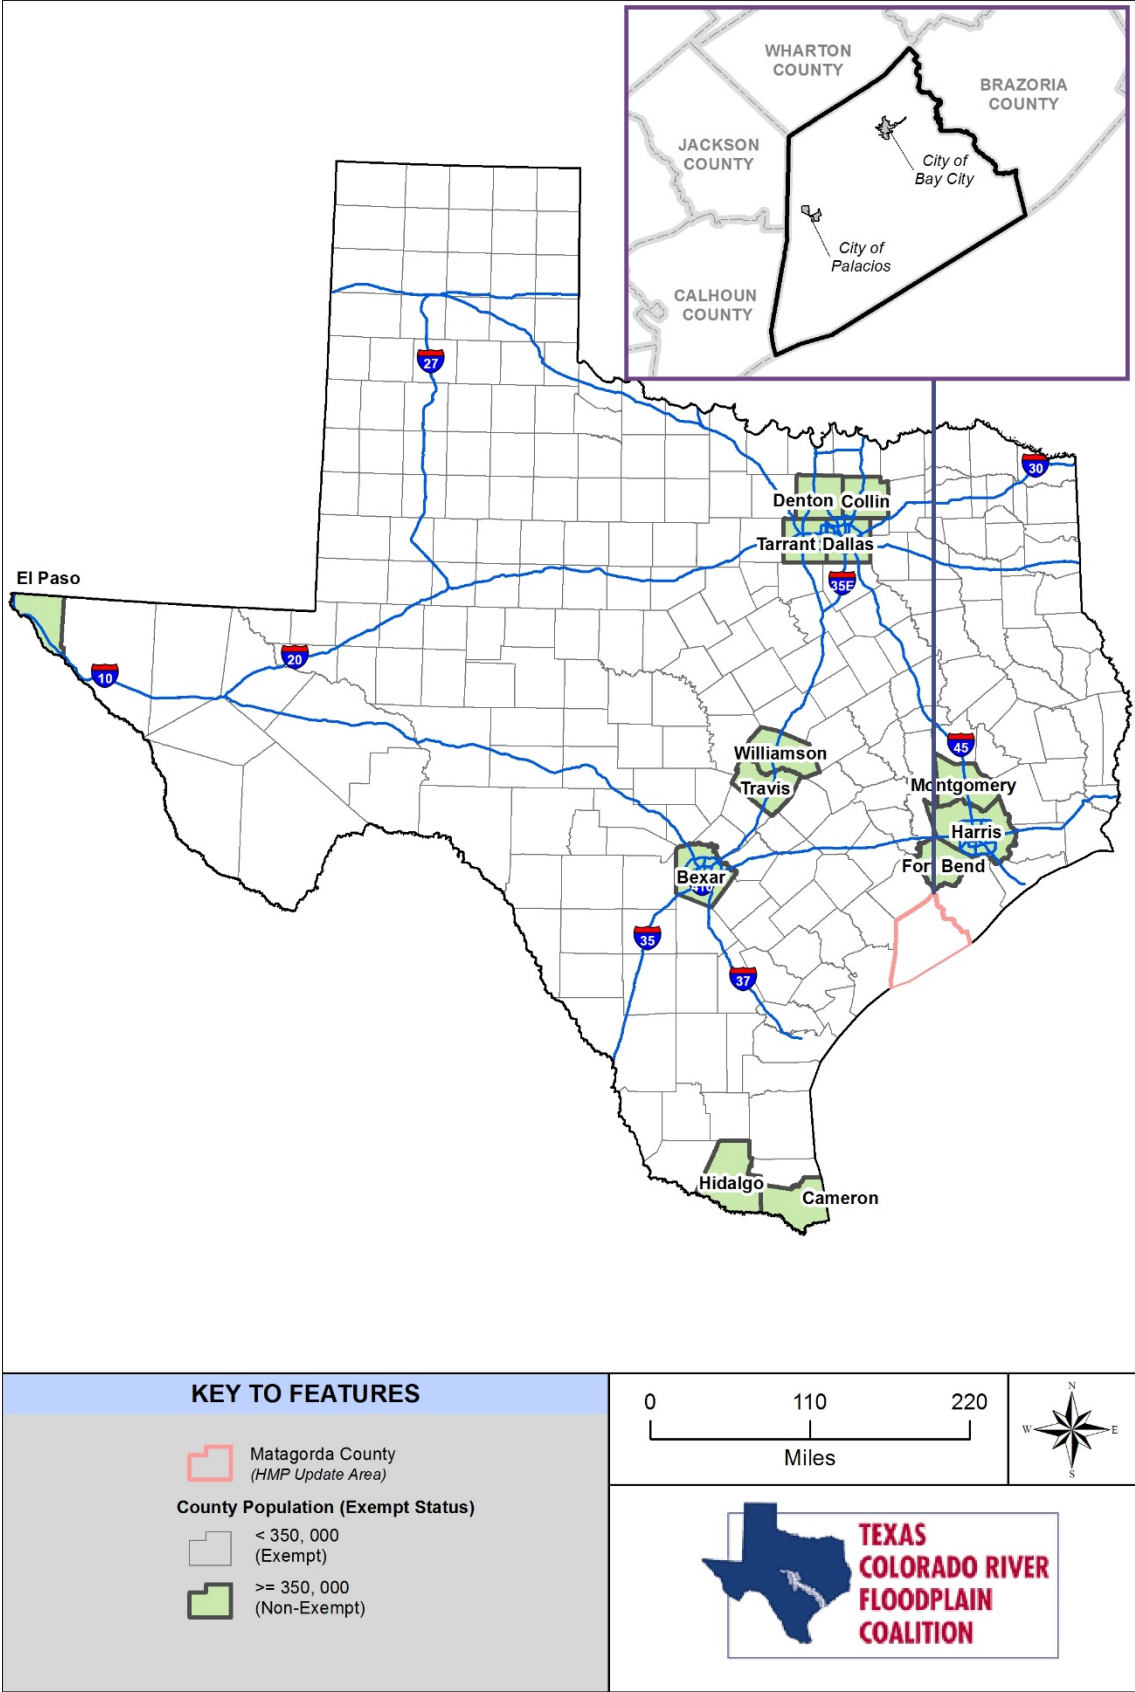 WHARTON
COUNTY
BRAZORIA
COUNTY
JACKSON
COUNTY
City of
Bay City
City of
Palacios
CALHOUN
COUNTY
27
30
Denton Collin
Tarrant Dallas
35E
El Paso
20
10
Williamson
45
Travis
Montgomery
Harris
Fort Bend
Bexar
410
35
37
Hidalgo
Cameron
KEY TO FEATURES
Matagorda County
(HMP Update Area)
County Population (Exempt Status)
< 350, 000
(Exempt)
>= 350, 000
(Non-Exempt)
0 110 220
Miles
N
W E
S
TEXAS
COLORADO RIVER
FLOODPLAIN
COALITION